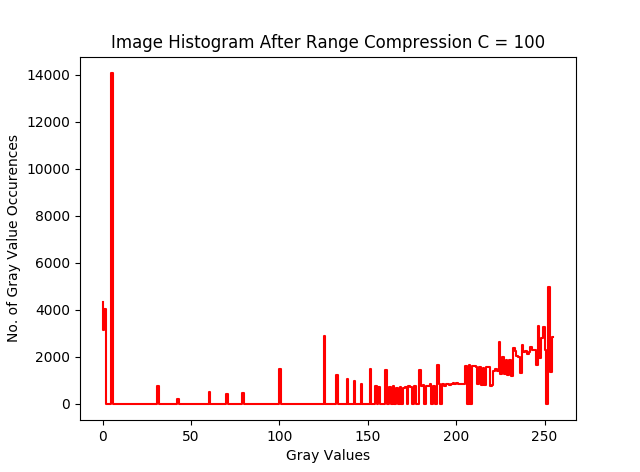 Image Histogram After Range Compression C = 100
14000
12000
10000
8000
6000
4000
2000
0
No. of Gray Value Occurences
0 50 100 150 200 250
Gray Values